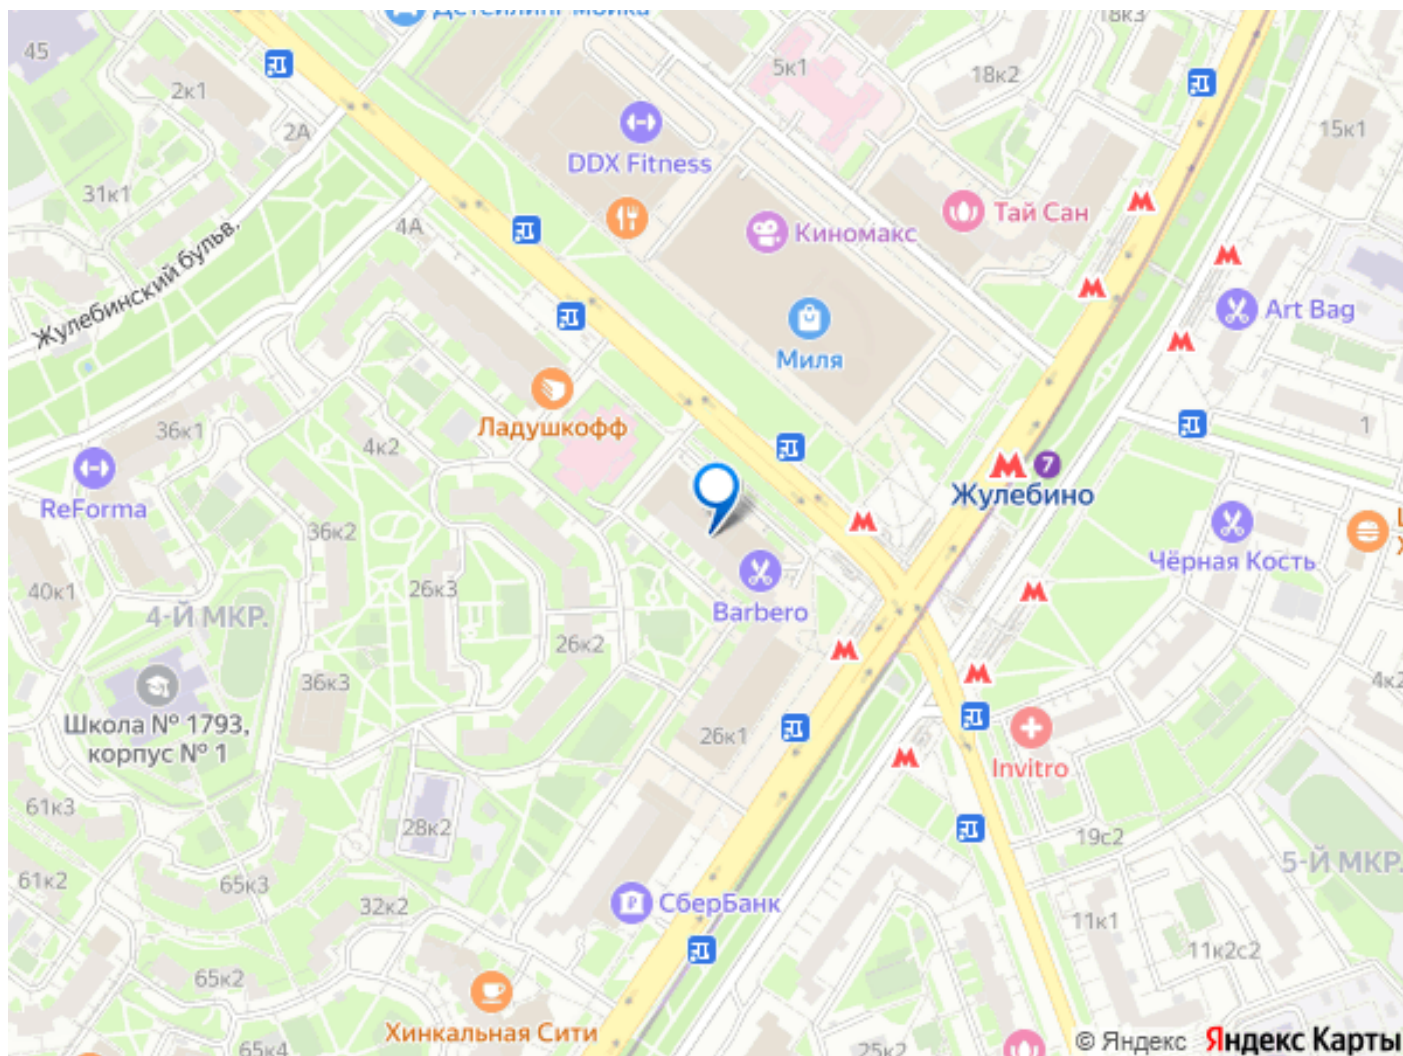 Детейлинг мойка
18к3
45
5к1
18к2
2к1
15к1
2А
DDX Fitness
31к1
Тай Сан
4А
Киномакс
Жулебинский бульв.
Art Bag
Миля
Ладушкофф
36к1
4к2
1
7
Жулебино
ReForma
36к2
Чёрная Кость
40к1
26к3
4-Й МКР.
Barbero
26к2
36к3
4к2
Школа № 1793,
корпус № 1
26к1
Invitro
61к3
28к2
19с2
5-Й МКР.
61к2
65к3
32к2
СберБанк
11к1
11к2с2
65к2
Хинкальная Сити
65к4
25к2
© Яндекс Яндекс Карты